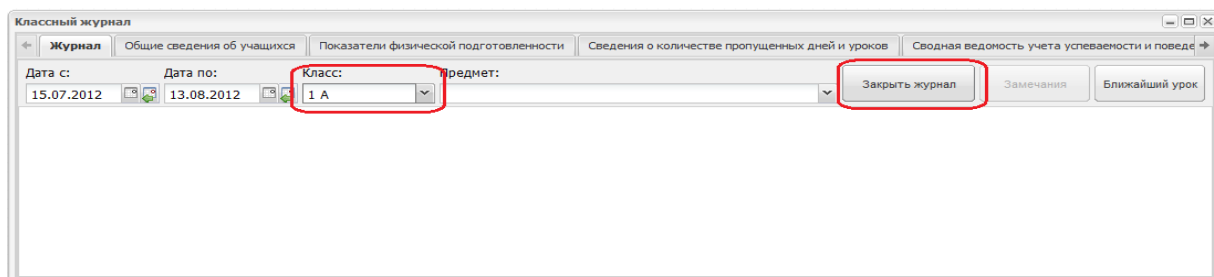 Классный журнал
Журнал Общие сведения об учащихся Показатели физической подготовленности Сведения о количестве пропущенных дней и уроков Сводная ведомость учета успеваемости и поведе
Дата с: Дата по: Класс: Предмет:
15.07.2012 13.08.2012 1 А Закрыть журнал Замечания Ближайший урок